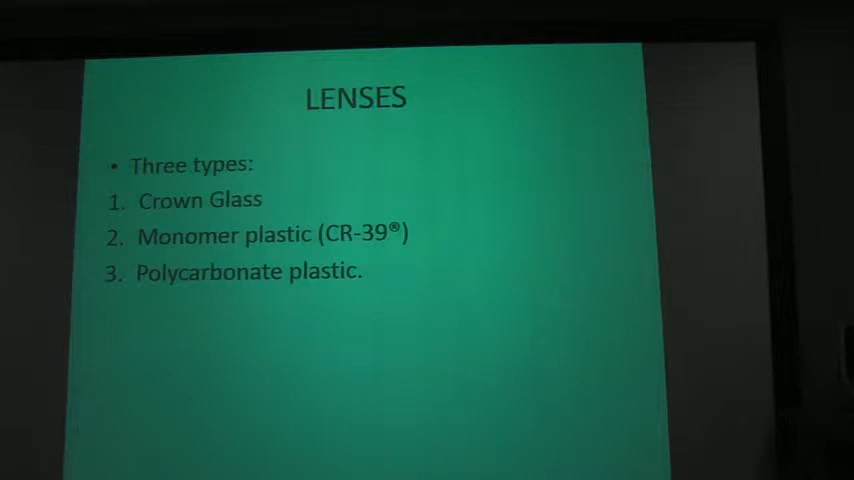 LENSES
• Three types:
1. Crown Glass
2. Monomer plastic (CR-39®)
3. Polycarbonate plastic.